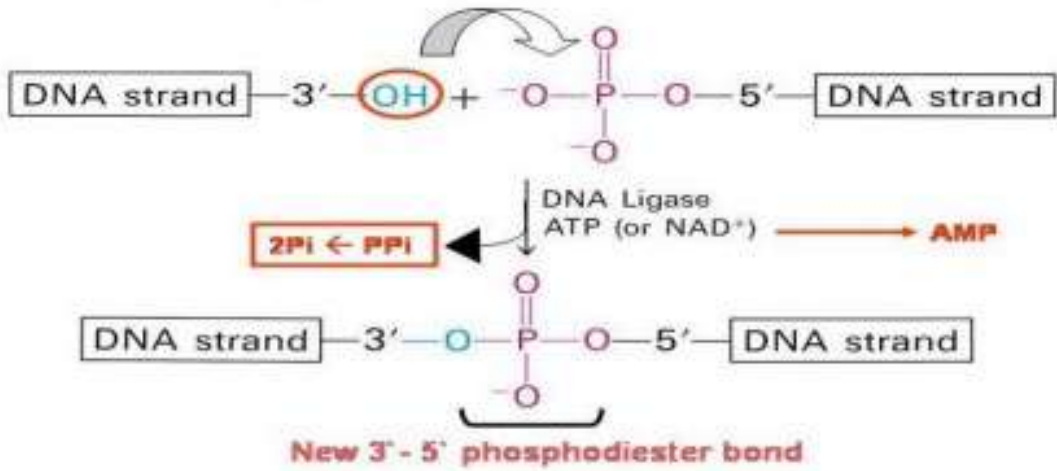 O
DNA strand —3′— OH + ⁻O—P—O—5′— DNA strand
⁻O
DNA Ligase
ATP (or NAD⁺) → AMP
2Pi ← PPi
O
DNA strand —3′—O—P—O—5′— DNA strand
⁻O
New 3`- 5` phosphodiester bond